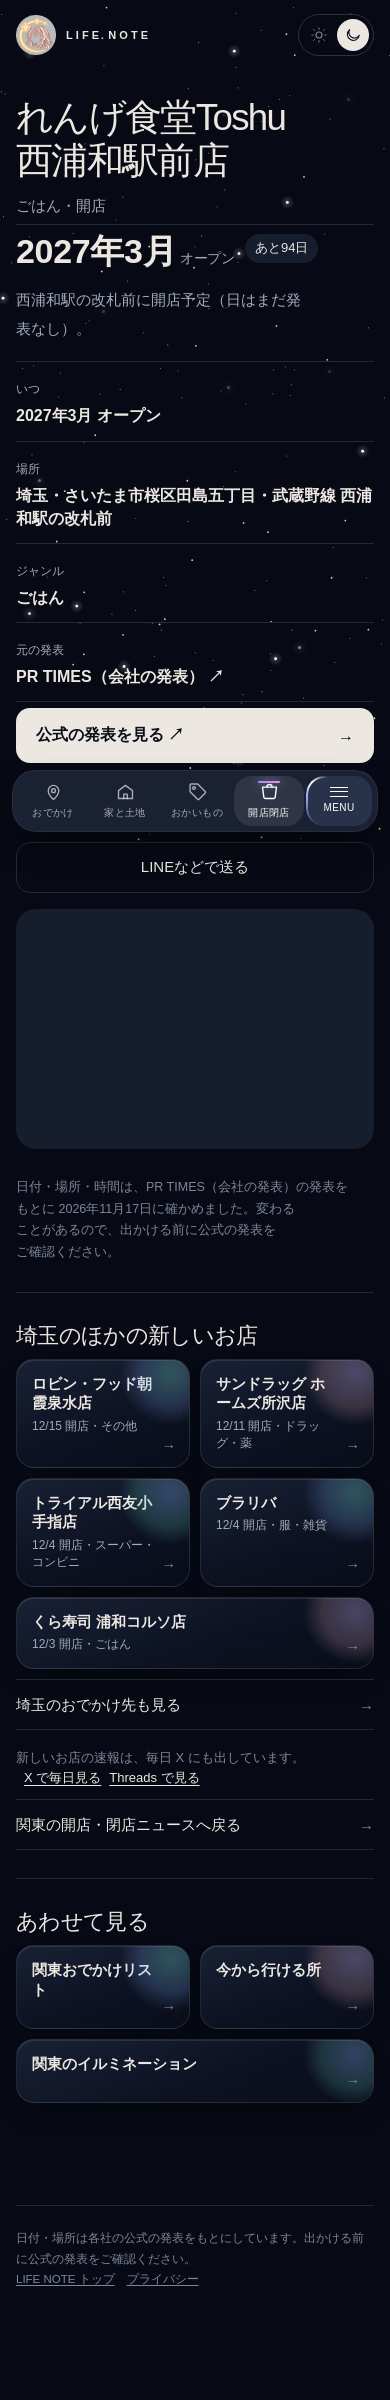 LIFE.NOTE
れんげ食堂Toshu
西浦和駅前店
ごはん・開店
2027年3月 オープン あと94日
西浦和駅の改札前に開店予定（日はまだ発
表なし）。
いつ
2027年3月 オープン
場所
埼玉・さいたま市桜区田島五丁目・武蔵野線 西浦
和駅の改札前
ジャンル
ごはん
元の発表
PR TIMES（会社の発表） ↗
公式の発表を見る ↗ →
おでかけ 家と土地 おかいもの 開店閉店 MENU
LINEなどで送る
日付・場所・時間は、PR TIMES（会社の発表）の発表を
もとに 2026年11月17日に確かめました。変わる
ことがあるので、出かける前に公式の発表を
ご確認ください。
埼玉のほかの新しいお店
ロビン・フッド朝
霞泉水店
12/15 開店・その他
→
サンドラッグ ホ
ームズ所沢店
12/11 開店・ドラッ
グ・薬
→
トライアル西友小
手指店
12/4 開店・スーパー・
コンビニ
→
ブラリバ
12/4 開店・服・雑貨
→
くら寿司 浦和コルソ店
12/3 開店・ごはん
→
埼玉のおでかけ先も見る →
新しいお店の速報は、毎日 X にも出しています。
X で毎日見る Threads で見る
関東の開店・閉店ニュースへ戻る →
あわせて見る
関東おでかけリス
ト
→
今から行ける所
→
関東のイルミネーション
→
日付・場所は各社の公式の発表をもとにしています。出かける前
に公式の発表をご確認ください。
LIFE NOTE トップ プライバシー